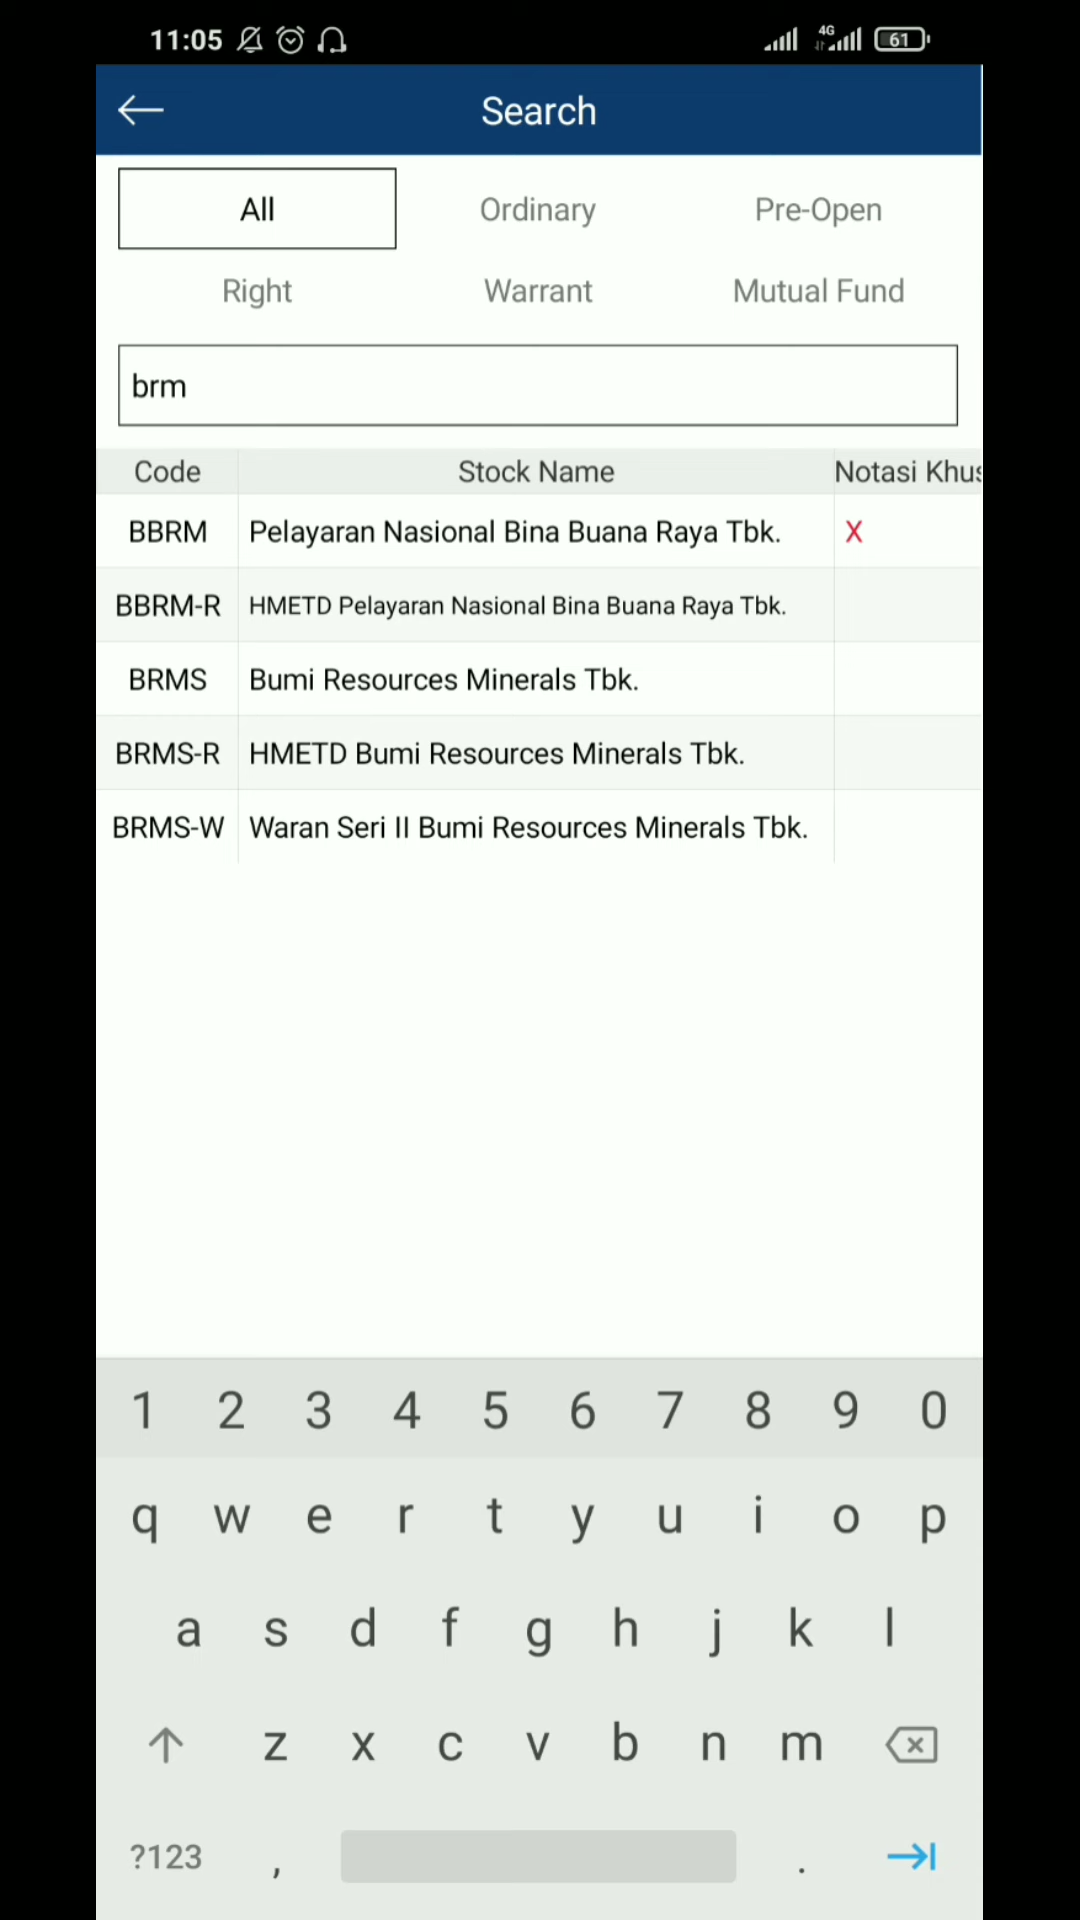 11:05 4G 61
Search
All Ordinary Pre-Open
Right Warrant Mutual Fund
brm
Code Stock Name Notasi Khus
BBRM Pelayaran Nasional Bina Buana Raya Tbk. X
BBRM-R HMETD Pelayaran Nasional Bina Buana Raya Tbk.
BRMS Bumi Resources Minerals Tbk.
BRMS-R HMETD Bumi Resources Minerals Tbk.
BRMS-W Waran Seri II Bumi Resources Minerals Tbk.
1 2 3 4 5 6 7 8 9 0
q w e r t y u i o p
a s d f g h j k l
z x c v b n m
?123 , .